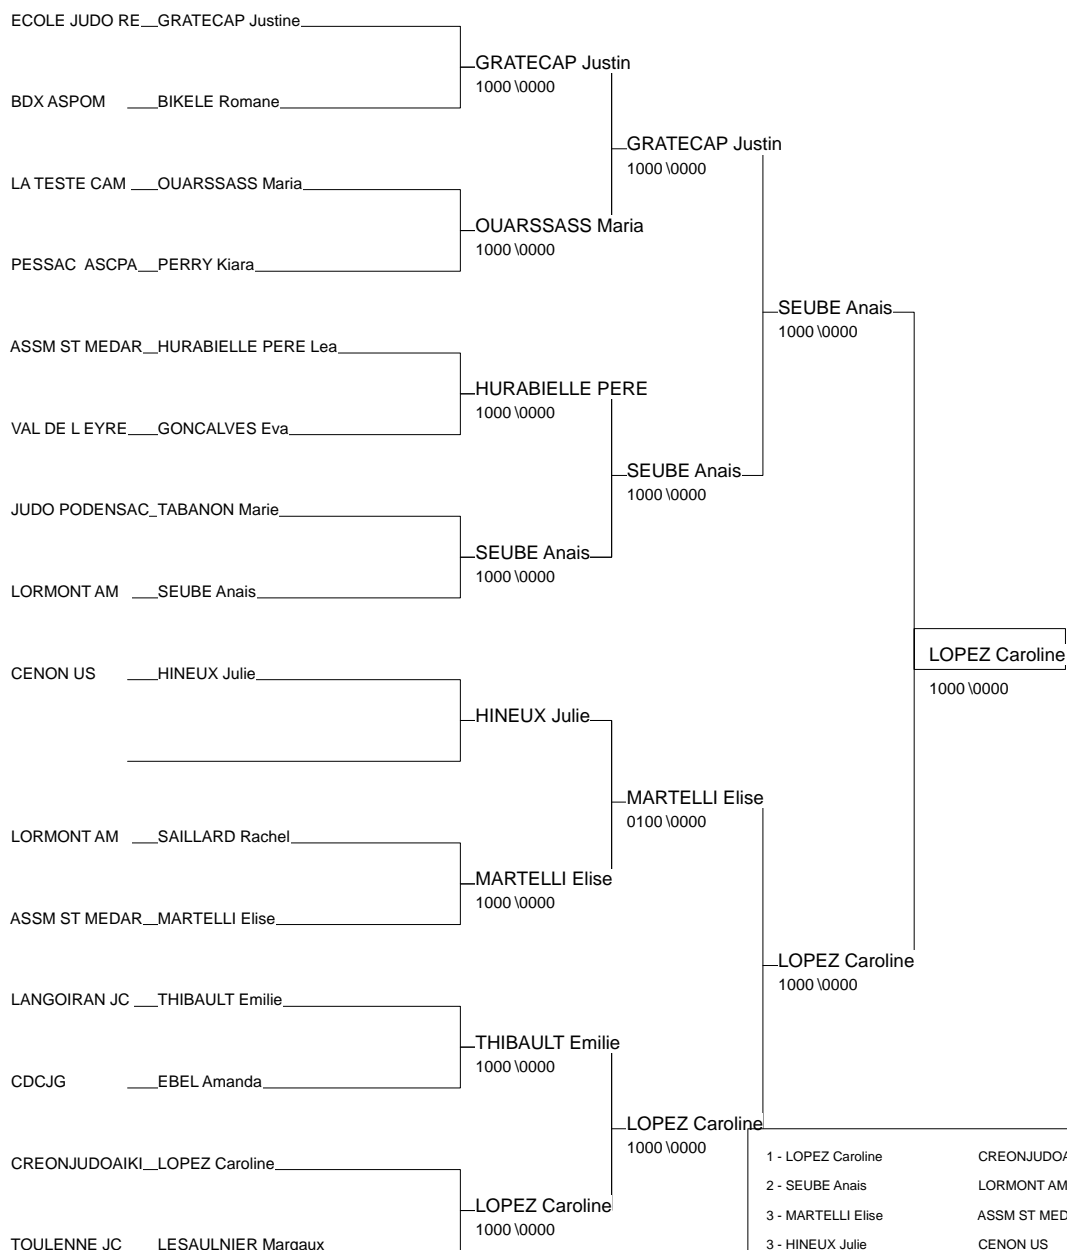 ECOLE JUDO RE GRATECAP Justine
GRATECAP Justin
1000 \0000
BDX ASPOM BIKELE Romane
GRATECAP Justin
1000 \0000
LA TESTE CAM OUARSSASS Maria
OUARSSASS Maria
1000 \0000
PESSAC ASCPA PERRY Kiara
SEUBE Anais
1000 \0000
ASSM ST MEDAR HURABIELLE PERE Lea
HURABIELLE PERE
1000 \0000
VAL DE L EYRE GONCALVES Eva
SEUBE Anais
1000 \0000
JUDO PODENSAC TABANON Marie
SEUBE Anais
1000 \0000
LORMONT AM SEUBE Anais
LOPEZ Caroline
1000 \0000
CENON US HINEUX Julie
HINEUX Julie
MARTELLI Elise
0100 \0000
LORMONT AM SAILLARD Rachel
MARTELLI Elise
1000 \0000
ASSM ST MEDAR MARTELLI Elise
LOPEZ Caroline
1000 \0000
LANGOIRAN JC THIBAULT Emilie
THIBAULT Emilie
1000 \0000
CDCJG EBEL Amanda
LOPEZ Caroline
1000 \0000
CREONJUDOAIKI LOPEZ Caroline
LOPEZ Caroline
1000 \0000
TOULENNE JC LESAULNIER Margaux
1 - LOPEZ Caroline CREONJUDOA
2 - SEUBE Anais LORMONT AM
3 - MARTELLI Elise ASSM ST MED
3 - HINEUX Julie CENON US